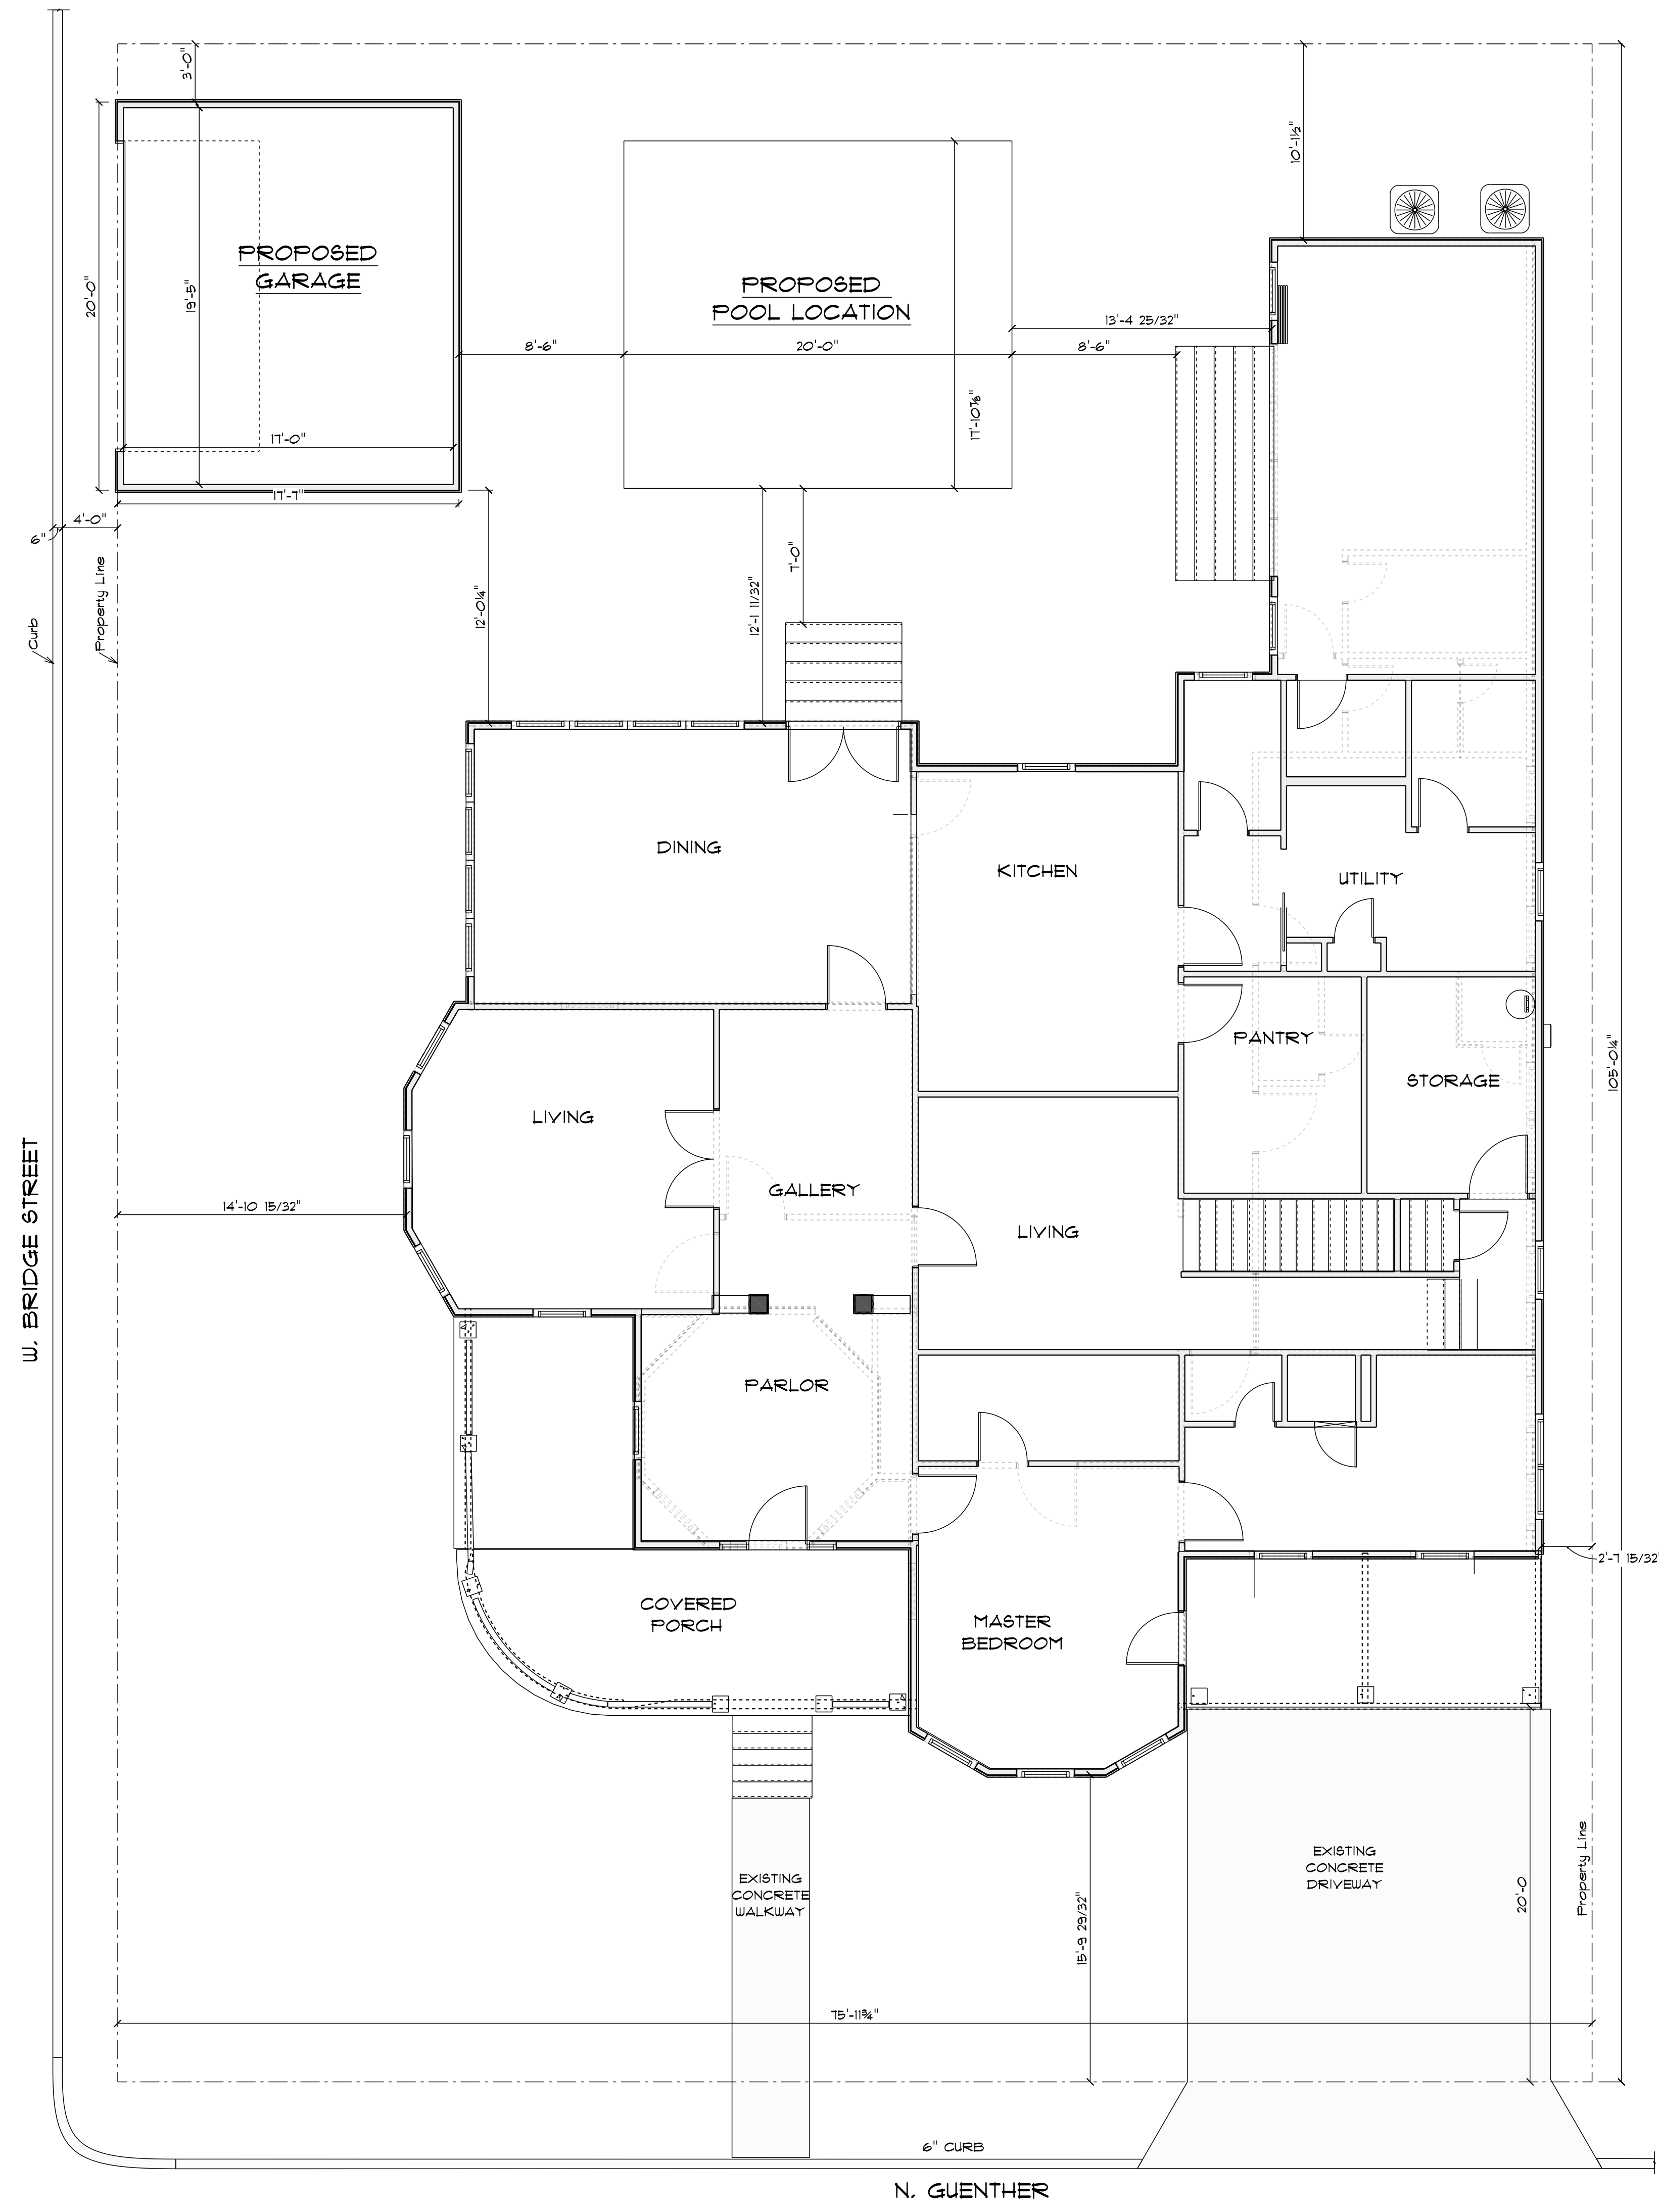 3'-0"
10'-1½"
PROPOSED
GARAGE
20'-0"
19'-5"
17'-0"
17'-7"
PROPOSED
POOL LOCATION
13'-4 25/32"
8'-6"
20'-0"
8'-6"
17'-10⅞"
4'-0"
6"
Curb
Property Line
12'-0¼"
12'-1 11/32"
7'-0"
DINING
KITCHEN
UTILITY
PANTRY
STORAGE
105'-0¼"
LIVING
GALLERY
LIVING
14'-10 15/32"
W. BRIDGE STREET
PARLOR
2'-7 15/32"
COVERED
PORCH
MASTER
BEDROOM
EXISTING
CONCRETE
WALKWAY
EXISTING
CONCRETE
DRIVEWAY
15'-9 29/32"
20'-0
Property Line
75'-11¾"
6" CURB
N. GUENTHER